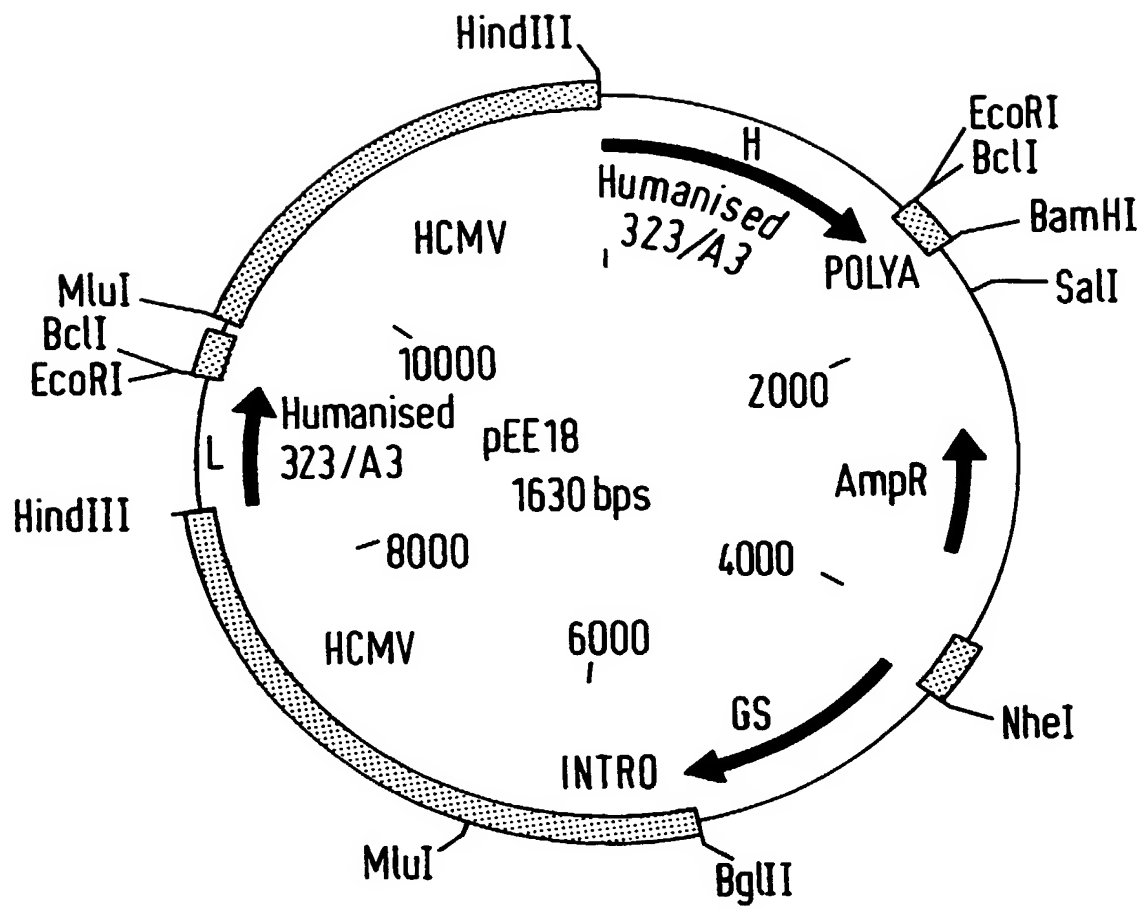 HindIII
EcoRI
BclI
BamHI
SalI
H
Humanised
323/A3
POLYA
HCMV
MluI
BclI
EcoRI
10000
2000
Humanised
323/A3
L
pEE18
1630 bps
AmpR
HindIII
8000
4000
HCMV
6000
GS
NheI
INTRO
MluI
BglII